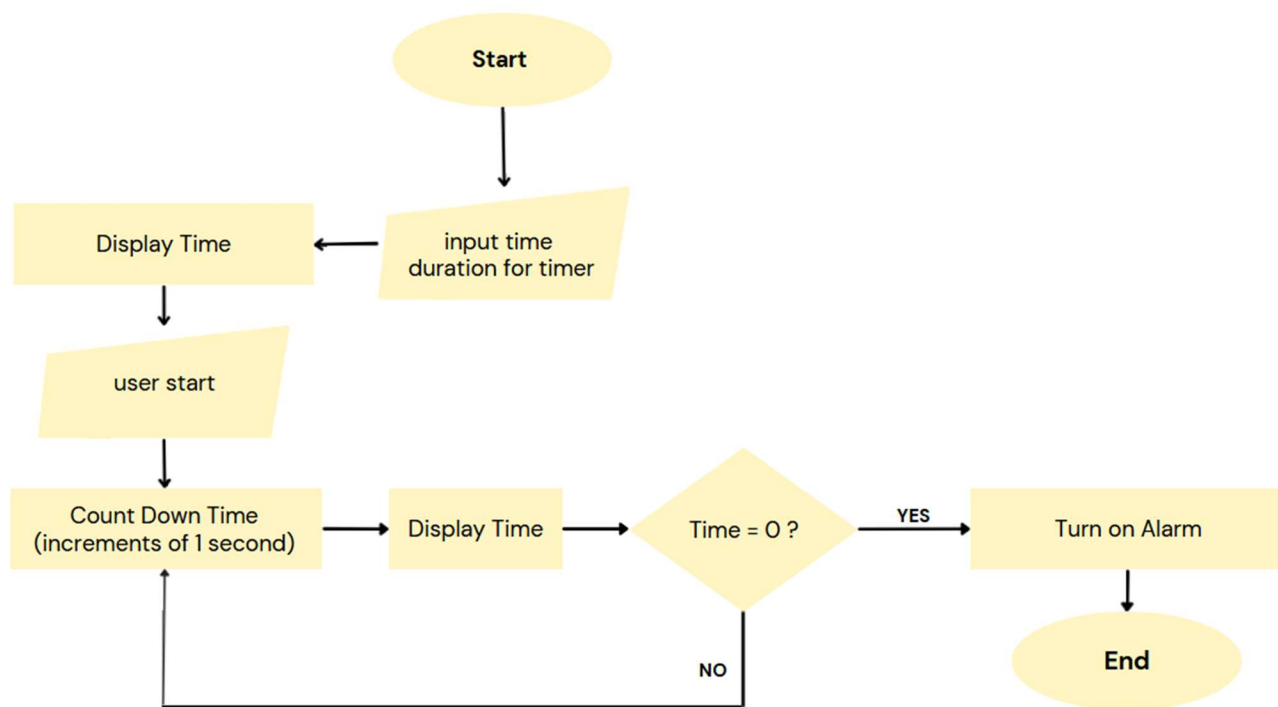 Start
input time
duration for timer
Display Time
user start
Count Down Time
(increments of 1 second)
Display Time
Time = 0 ?
YES
Turn on Alarm
NO
End